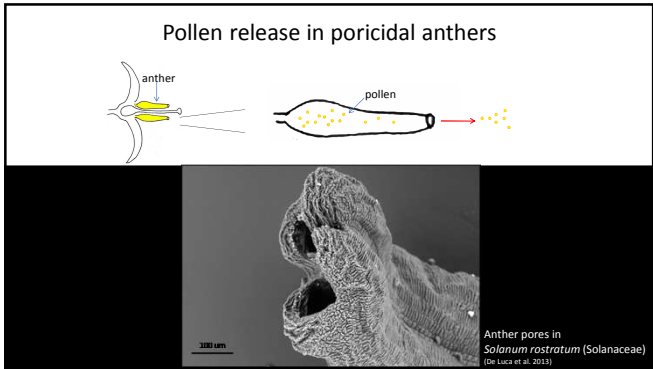 Pollen release in poricidal anthers
anther
pollen
100 um
Anther pores in
Solanum rostratum (Solanaceae)
(De Luca et al. 2013)